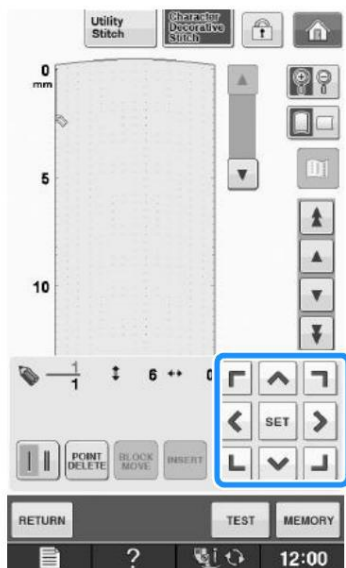 Utility
Stitch
Character
Decorative
Stitch
0
mm
5
10
1
1
6
0
SET
POINT
DELETE
BLOCK
MOVE
INSERT
RETURN
TEST
MEMORY
?
12:00